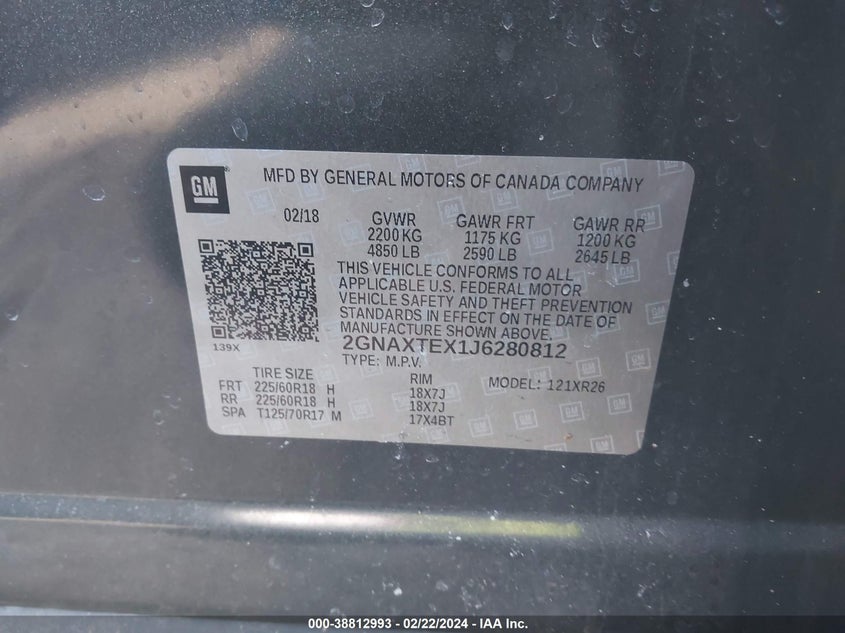 GM
MFD BY GENERAL MOTORS OF CANADA COMPANY
02/18 GVWR GAWR FRT GAWR RR
2200 KG 1175 KG 1200 KG
4850 LB 2590 LB 2645 LB
THIS VEHICLE CONFORMS TO ALL
APPLICABLE U.S. FEDERAL MOTOR
VEHICLE SAFETY AND THEFT PREVENTION
STANDARDS IN EFFECT ON THE DATE OF
MANUFACTURE SHOWN ABOVE.
139X
2GNAXTEX1J6280812
TYPE: M.P.V.
TIRE SIZE RIM MODEL: 121XR26
FRT 225/60R18 H 18X7J
RR 225/60R18 H 18X7J
SPA T125/70R17 M 17X4BT
000-38812993 - 02/22/2024 - IAA Inc.